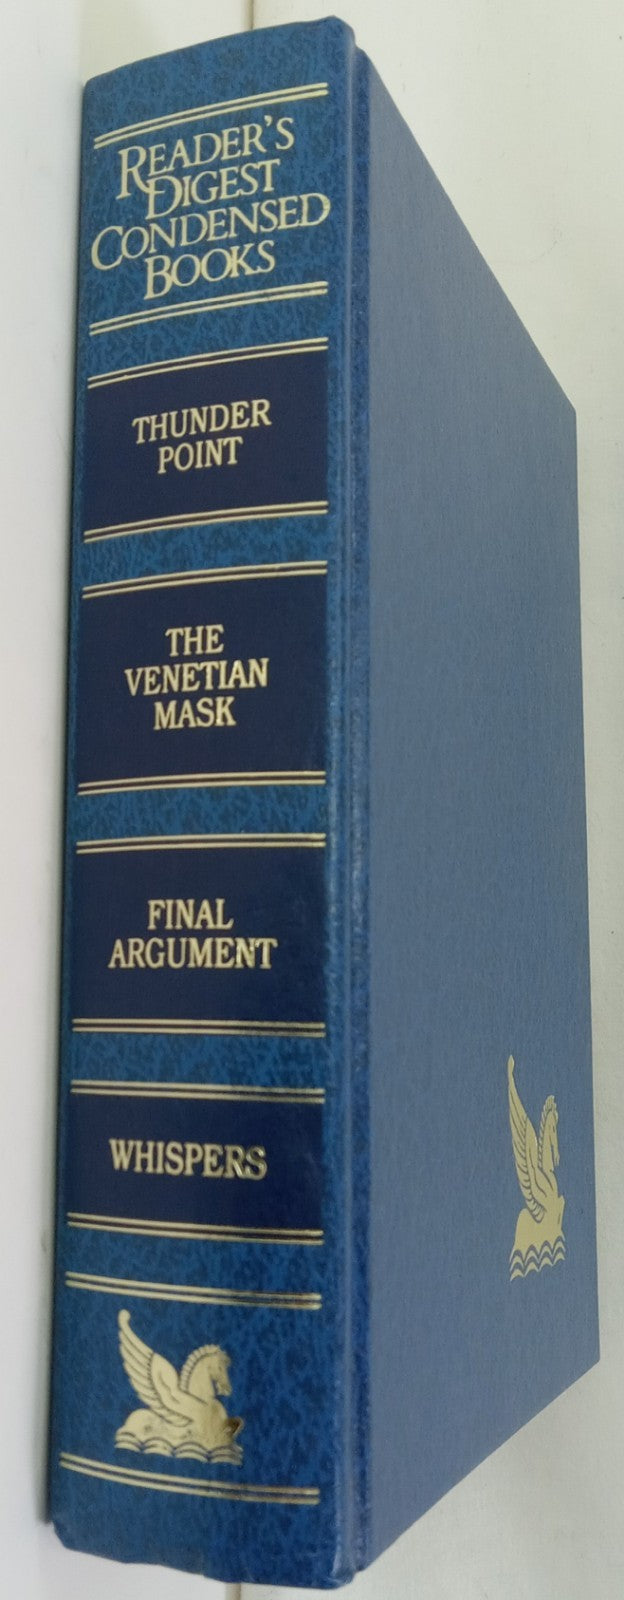 READER'S
DIGEST
CONDENSED
BOOKS
THUNDER
POINT
THE
VENETIAN
MASK
FINAL
ARGUMENT
WHISPERS